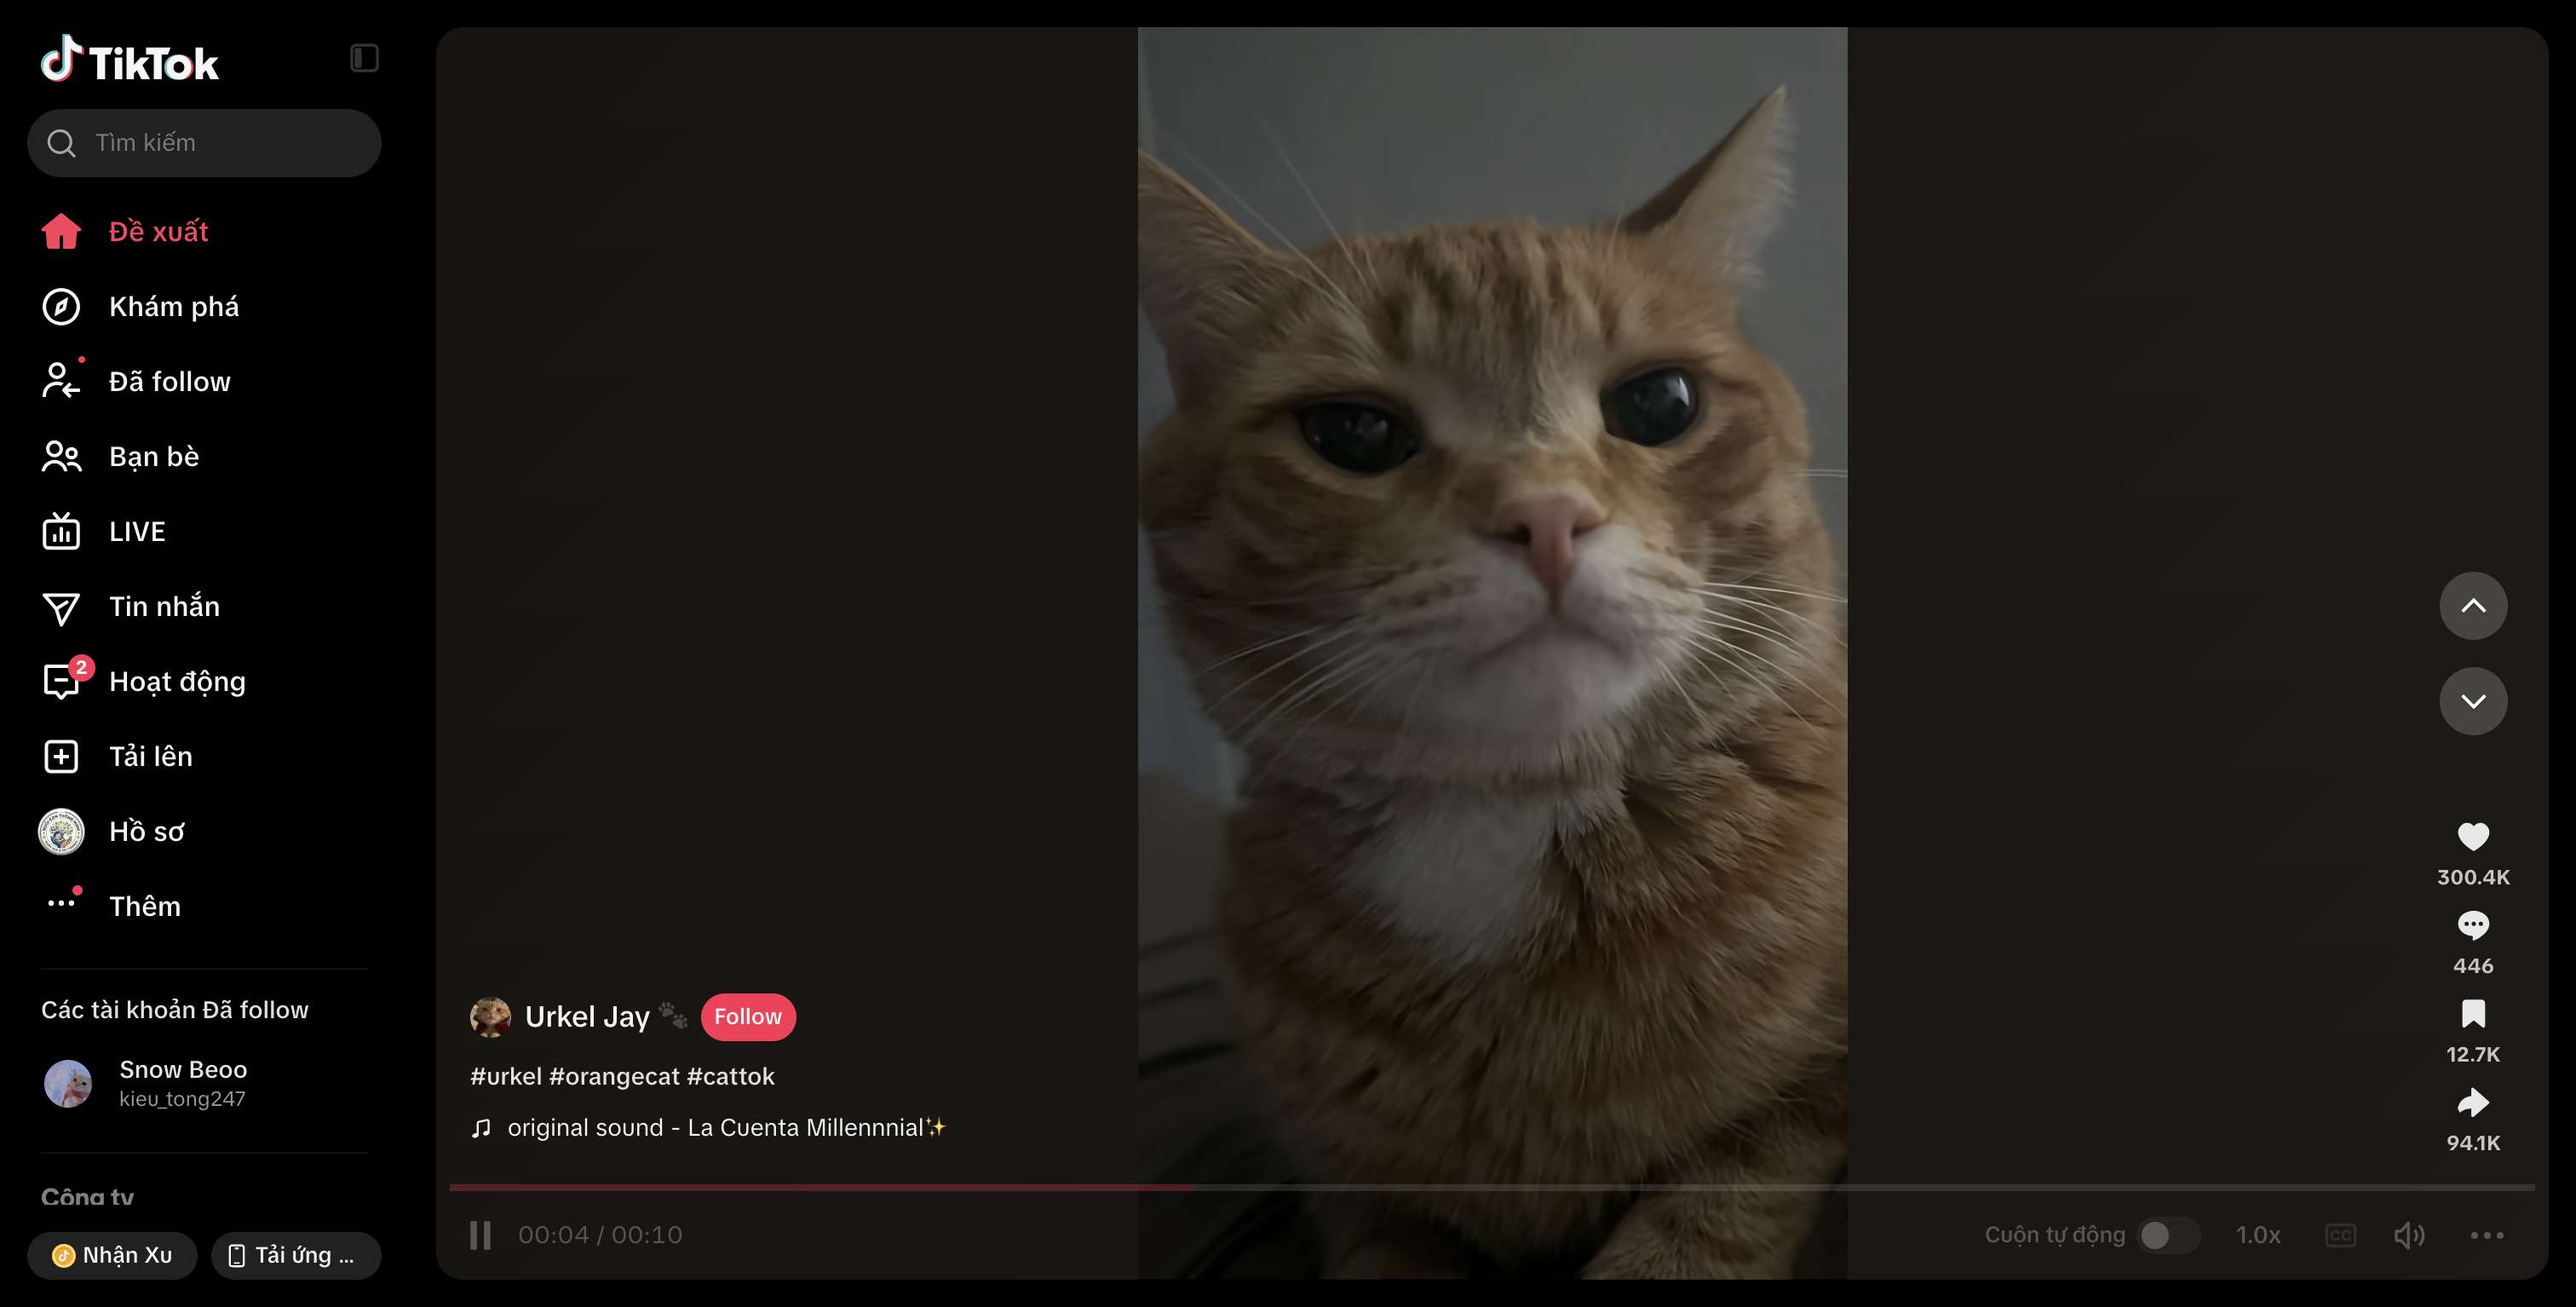 TikTok
Tìm kiếm
Đề xuất
Khám phá
Đã follow
Bạn bè
LIVE
Tin nhắn
2
Hoạt động
Tải lên
Hồ sơ
Thêm
Các tài khoản Đã follow
Snow Beoo
kieu_tong247
Công ty
Nhận Xu
Tải ứng ...
Urkel Jay 🐾 Follow
#urkel #orangecat #cattok
original sound - La Cuenta Millennnial✨
00:04 / 00:10
300.4K
446
12.7K
94.1K
Cuộn tự động
1.0x
CC